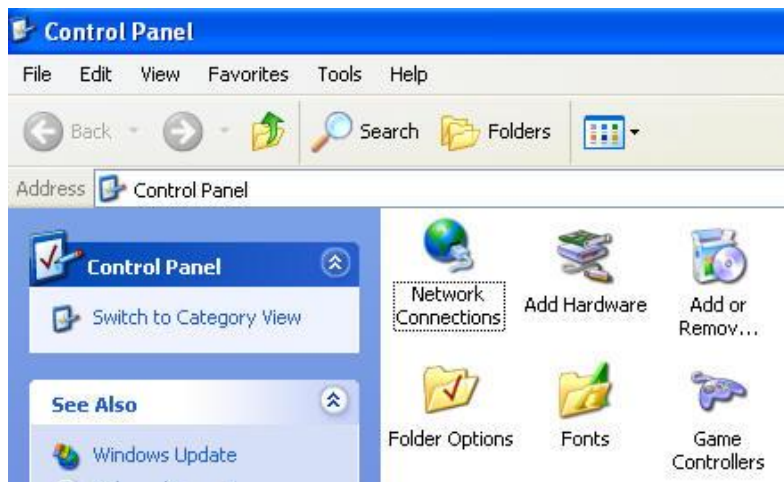 Control Panel
File Edit View Favorites Tools Help
Back Search Folders
Address Control Panel
Control Panel
Switch to Category View
See Also
Windows Update
Network Connections
Add Hardware
Add or Remov...
Folder Options
Fonts
Game Controllers